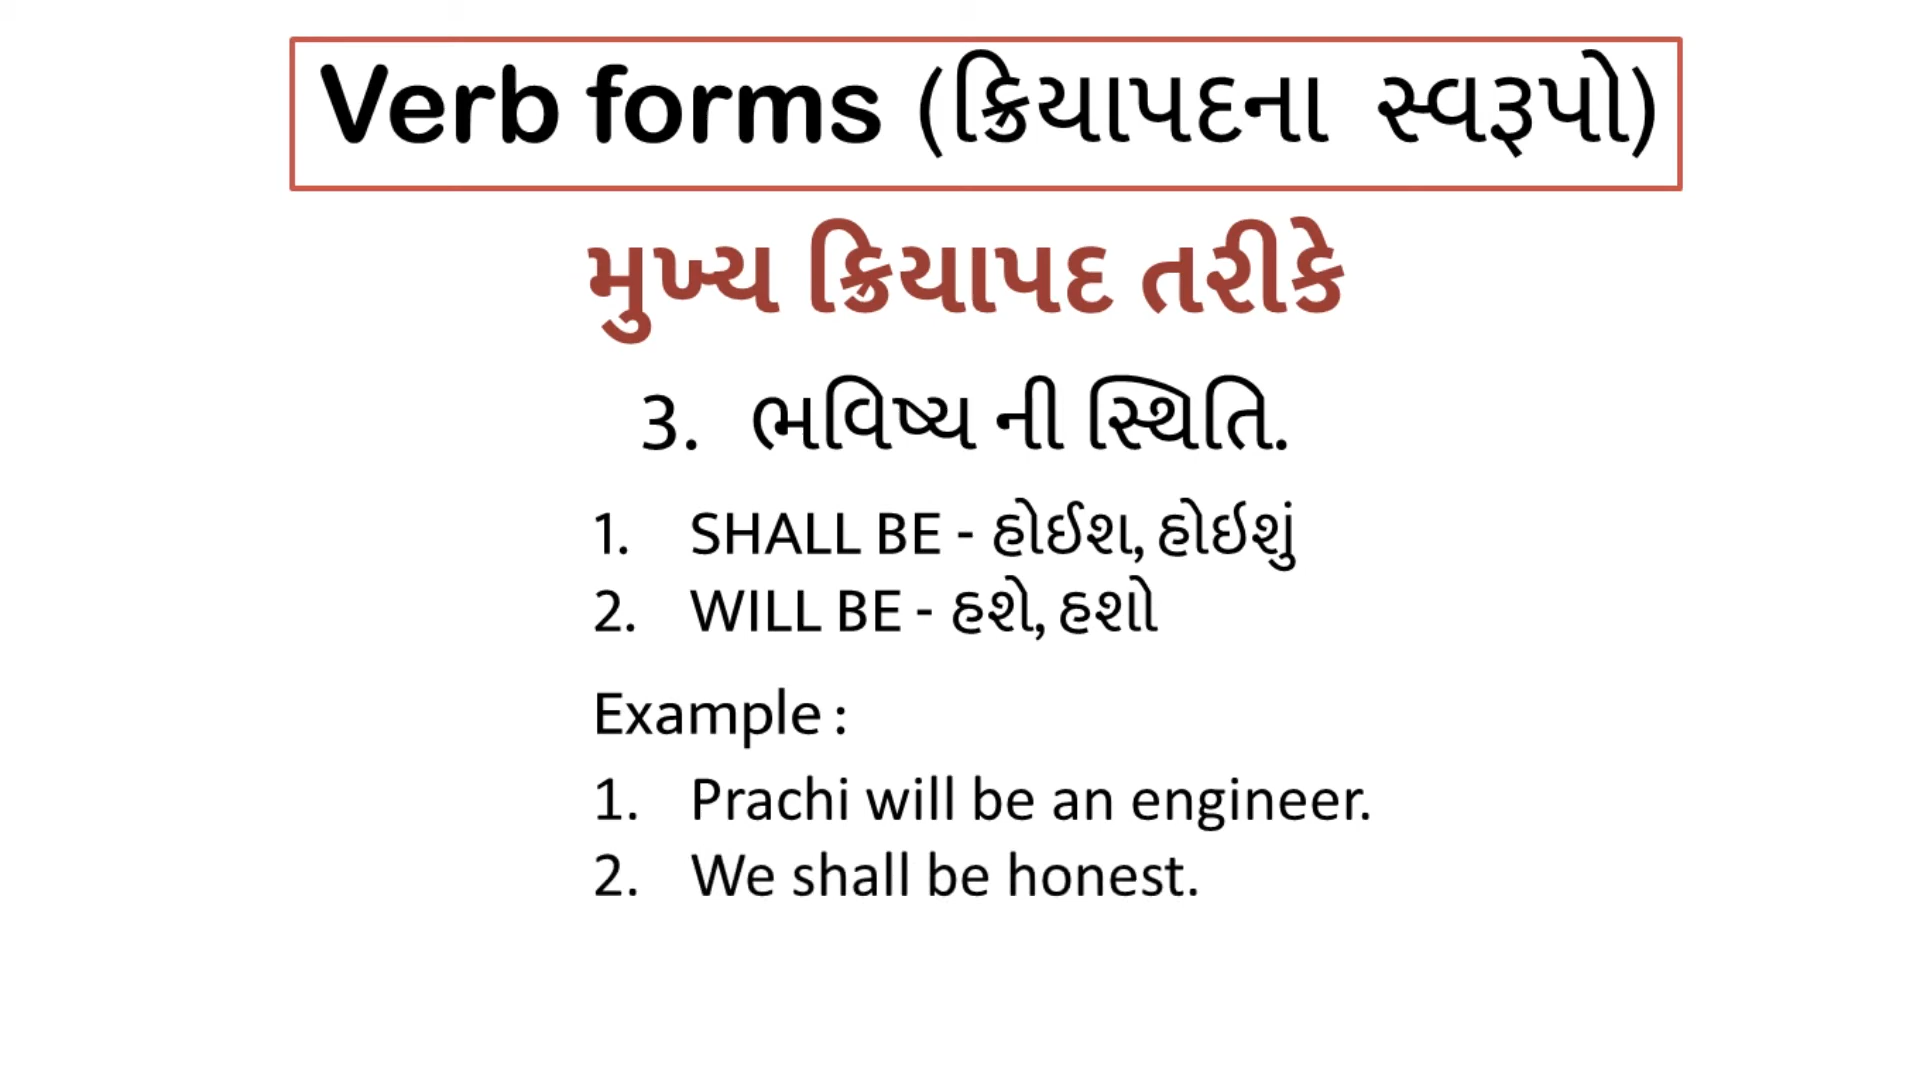 Verb forms (ક્રિયાપદના સ્વરૂપો)
મુખ્ય ક્રિયાપદ તરીકે
3. ભવિષ્ય ની સ્થિતિ.
1. SHALL BE - હોઈશ, હોઇશું
2. WILL BE - હશે, હશો
Example :
1. Prachi will be an engineer.
2. We shall be honest.